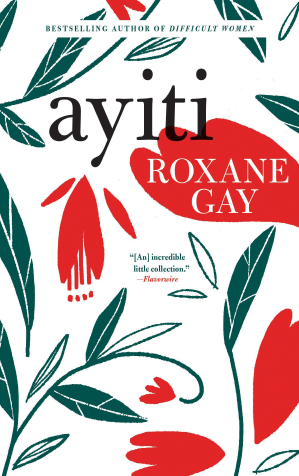 BESTSELLING AUTHOR OF DIFFICULT WOMEN
ayiti
ROXANE
GAY
“[An] incredible
little collection.”
—Flavorwire